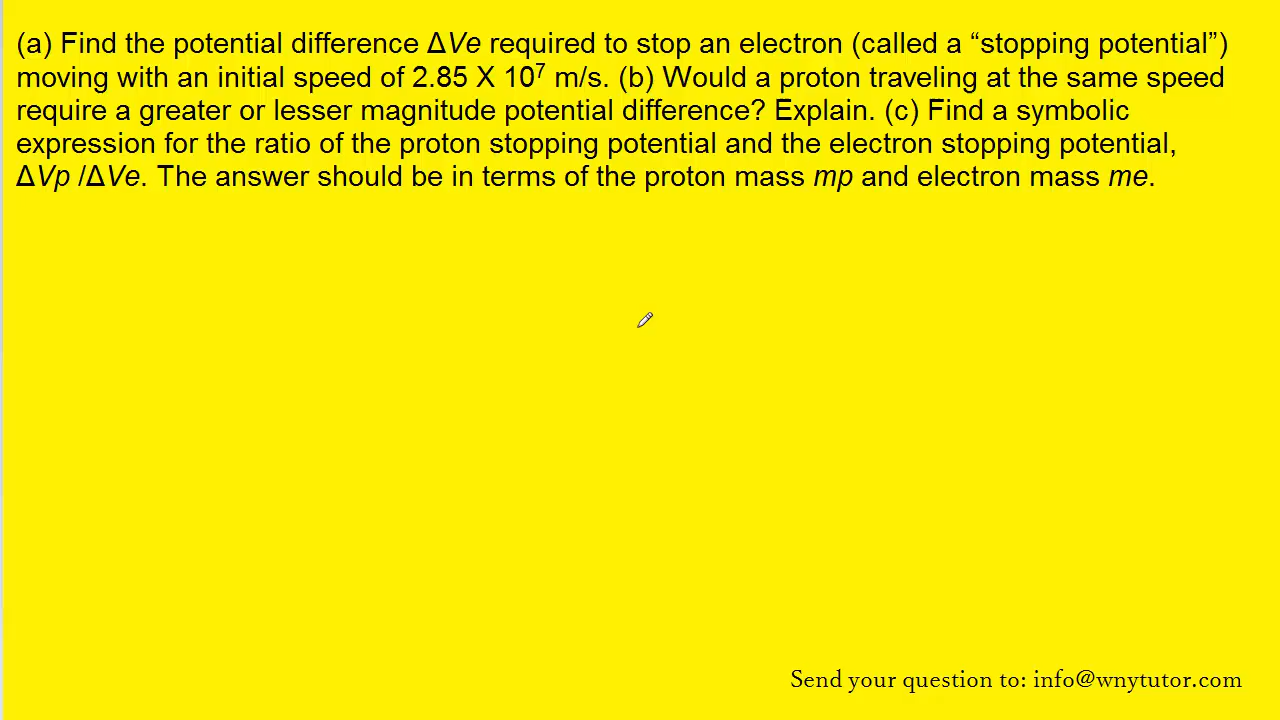 (a) Find the potential difference ΔVe required to stop an electron (called a “stopping potential”)
moving with an initial speed of 2.85 X 10⁷ m/s. (b) Would a proton traveling at the same speed
require a greater or lesser magnitude potential difference? Explain. (c) Find a symbolic
expression for the ratio of the proton stopping potential and the electron stopping potential,
ΔVp /ΔVe. The answer should be in terms of the proton mass mp and electron mass me.
Send your question to: info@wnytutor.com